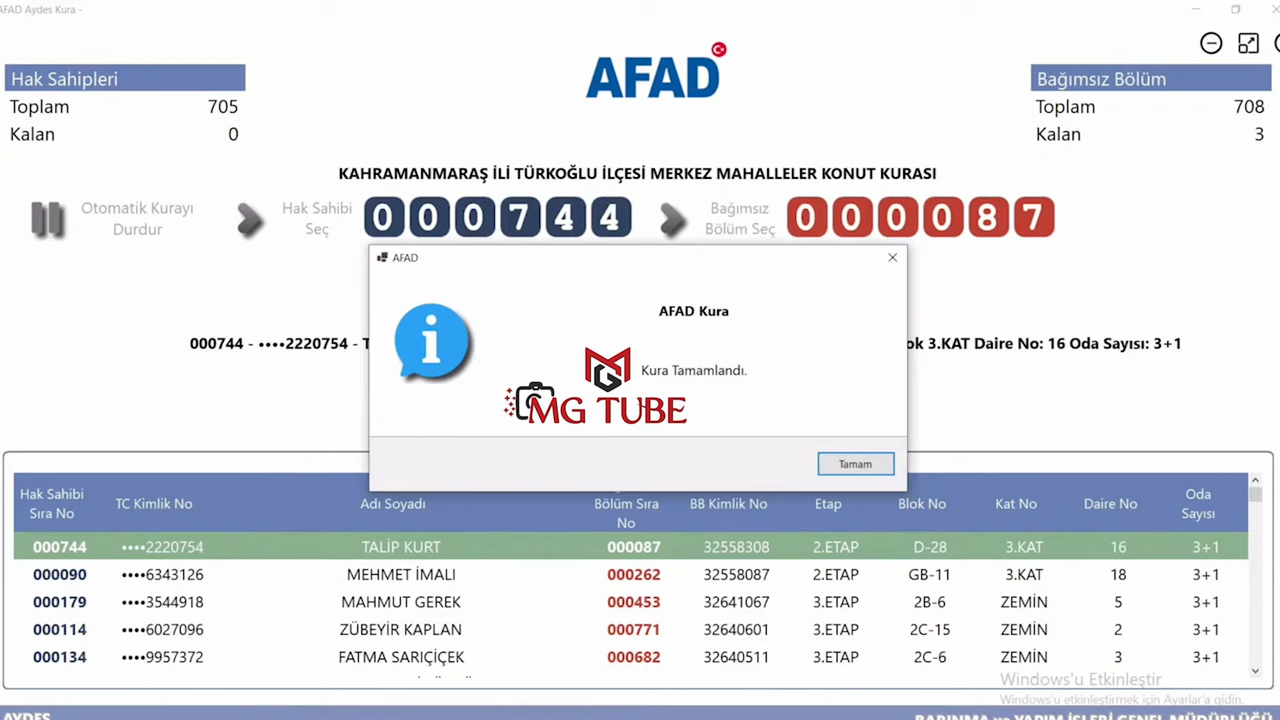 AFAD Aydes Kura -
AFAD
Hak Sahipleri
Toplam 705
Kalan 0
Bağımsız Bölüm
Toplam 708
Kalan 3
KAHRAMANMARAŞ İLİ TÜRKOĞLU İLÇESİ MERKEZ MAHALLELER KONUT KURASI
Otomatik Kurayı
Durdur
Hak Sahibi
Seç
000744
Bağımsız
Bölüm Seç
000087
AFAD
AFAD Kura
Kura Tamamlandı.
MG TUBE
Tamam
000744 - ••••2220754 -
3.KAT Daire No: 16 Oda Sayısı: 3+1
Hak Sahibi
Sıra No
TC Kimlik No
Adı Soyadı
Bölüm Sıra
No
BB Kimlik No
Etap
Blok No
Kat No
Daire No
Oda
Sayısı
000744 ••••2220754 TALİP KURT 000087 32558308 2.ETAP D-28 3.KAT 16 3+1
000090 ••••6343126 MEHMET İMALI 000262 32558087 2.ETAP GB-11 3.KAT 18 3+1
000179 ••••3544918 MAHMUT GEREK 000453 32641067 3.ETAP 2B-6 ZEMİN 5 3+1
000114 ••••6027096 ZÜBEYİR KAPLAN 000771 32640601 3.ETAP 2C-15 ZEMİN 2 3+1
000134 ••••9957372 FATMA SARIÇİÇEK 000682 32640511 3.ETAP 2C-6 ZEMİN 3 3+1
Windows'u Etkinleştir
Windows'u etkinleştirmek için Ayarlar'a gidin.
AYDES
BARINMA ve YAPIM İŞLERİ GENEL MÜDÜRLÜĞÜ